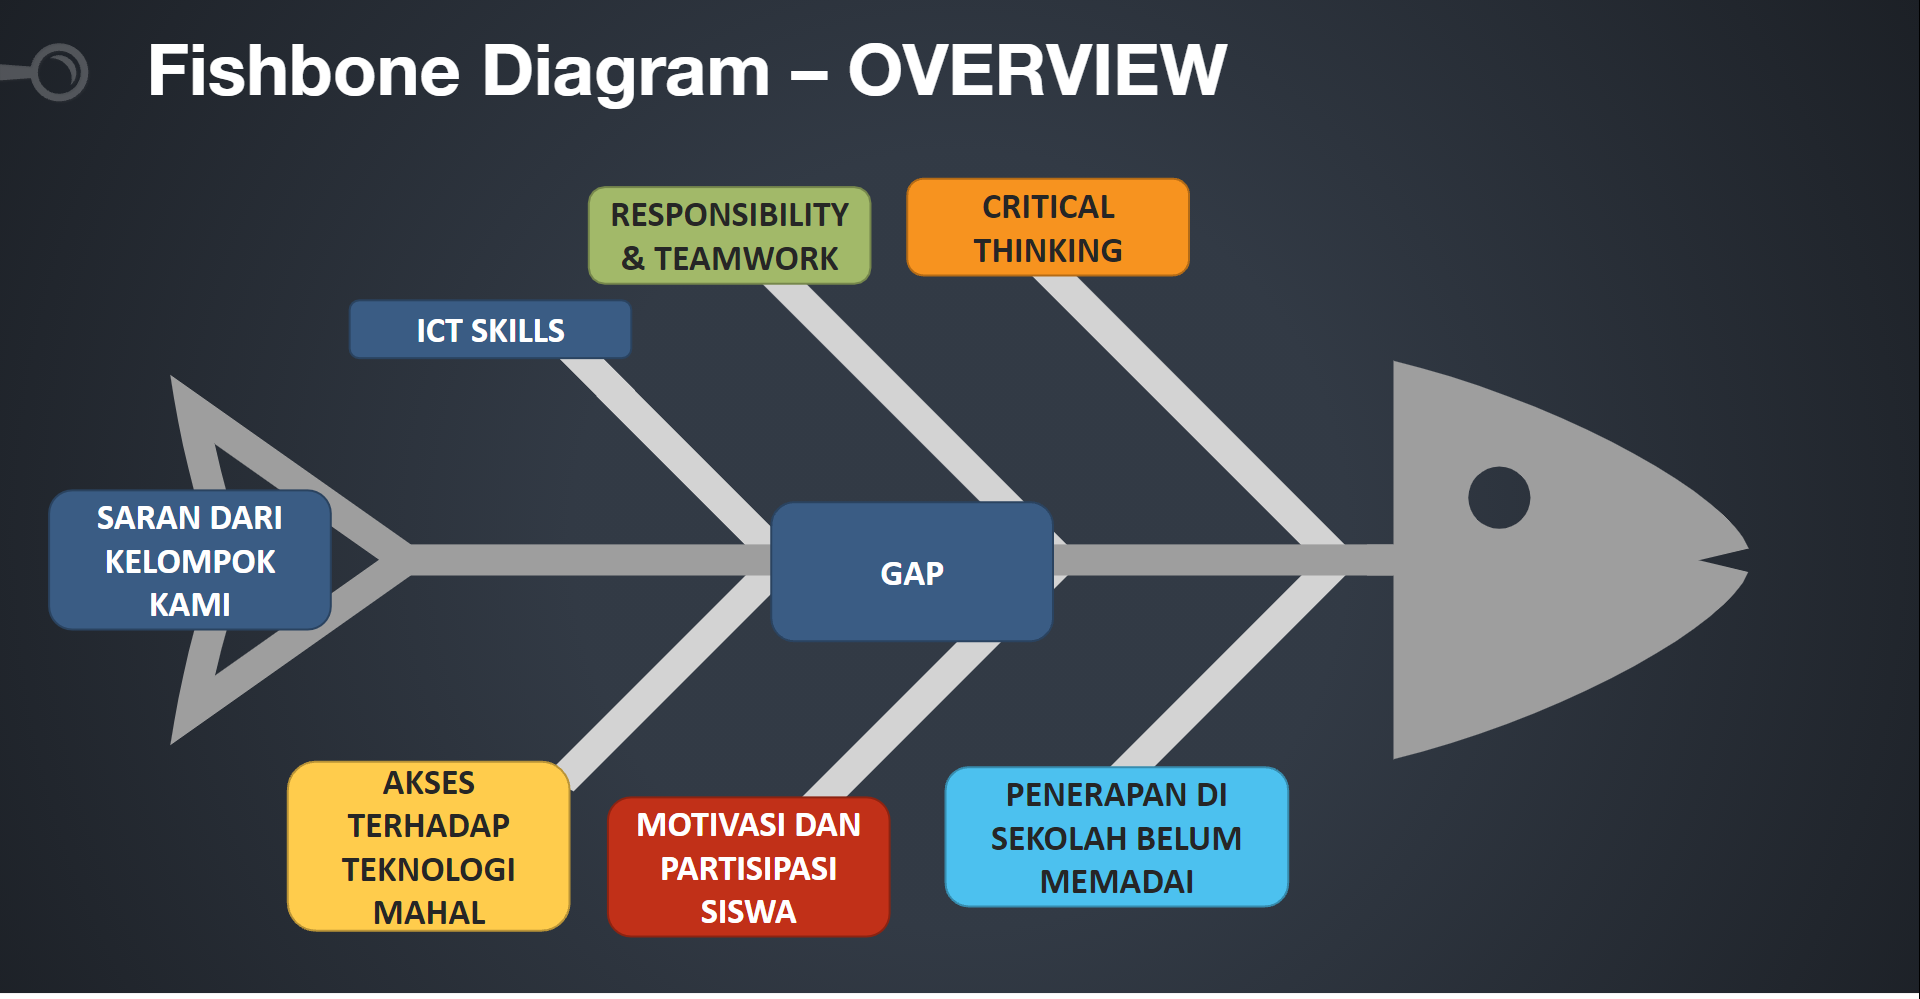 Fishbone Diagram – OVERVIEW
RESPONSIBILITY
& TEAMWORK
CRITICAL
THINKING
ICT SKILLS
SARAN DARI
KELOMPOK
KAMI
GAP
AKSES
TERHADAP
TEKNOLOGI
MAHAL
MOTIVASI DAN
PARTISIPASI
SISWA
PENERAPAN DI
SEKOLAH BELUM
MEMADAI